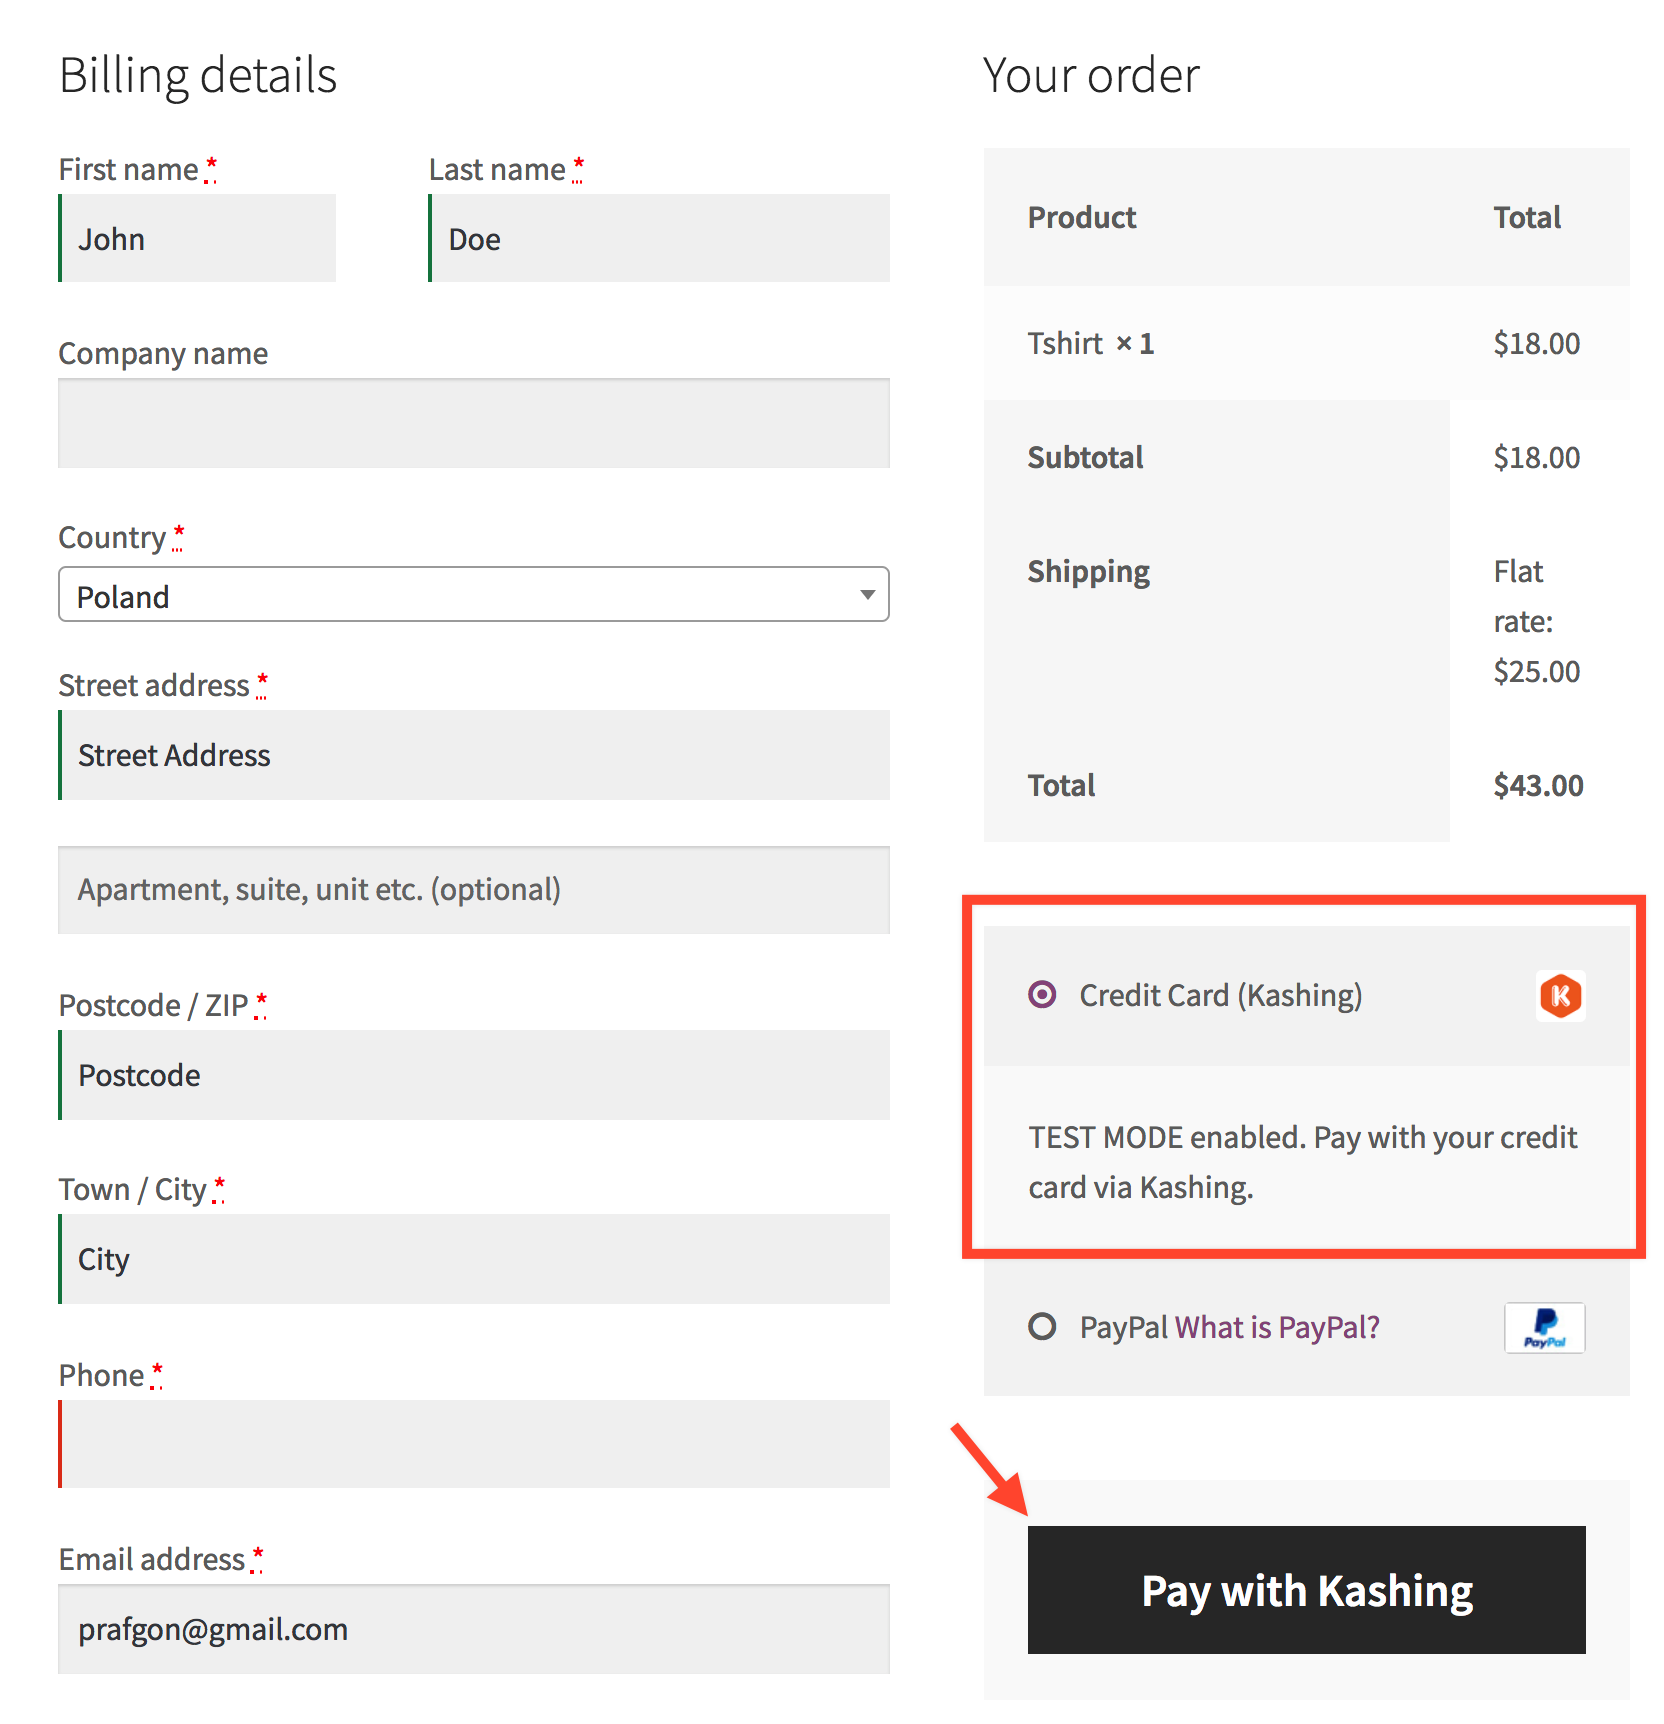 Billing details
First name *
Last name *
John
Doe
Company name
Country *
Poland
Street address *
Street Address
Apartment, suite, unit etc. (optional)
Postcode / ZIP *
Postcode
Town / City *
City
Phone *
Email address *
prafgon@gmail.com
Your order
Product Total
Tshirt × 1 $18.00
Subtotal $18.00
Shipping Flat
rate:
$25.00
Total $43.00
Credit Card (Kashing) K
TEST MODE enabled. Pay with your credit
card via Kashing.
PayPal What is PayPal? PayPal
Pay with Kashing